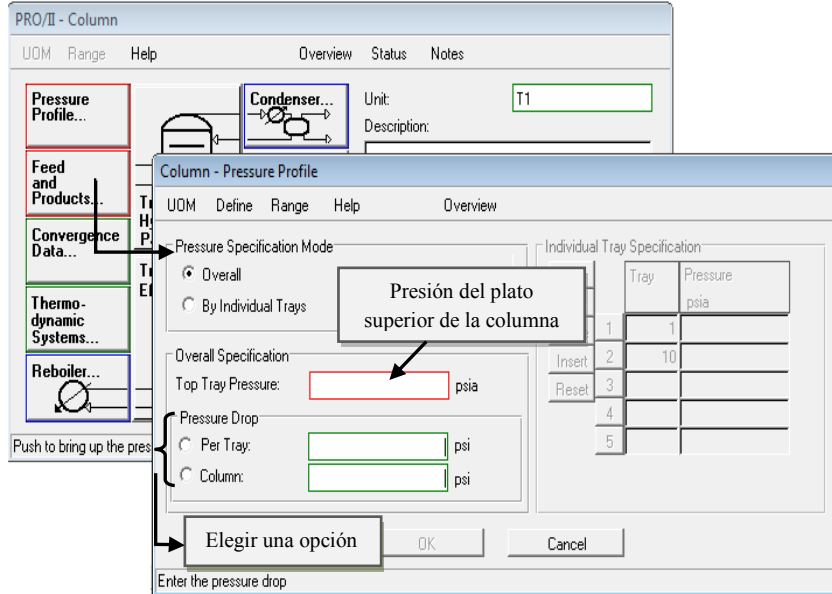 PRO/II - Column
UOM Range Help Overview Status Notes
Pressure
Profile...
Condenser...
Unit:
T1
Description:
Feed
and
Products...
Convergence
Data...
Thermo-
dynamic
Systems...
Reboiler...
Push to bring up the pres
Column - Pressure Profile
UOM Define Range Help Overview
Pressure Specification Mode
Overall
By Individual Trays
Presión del plato
superior de la columna
Overall Specification
Top Tray Pressure: psia
Pressure Drop
Per Tray: psi
Column: psi
Individual Tray Specification
Tray Pressure
psia
1 1
Insert 2 10
Reset 3
4
5
Elegir una opción
OK
Cancel
Enter the pressure drop